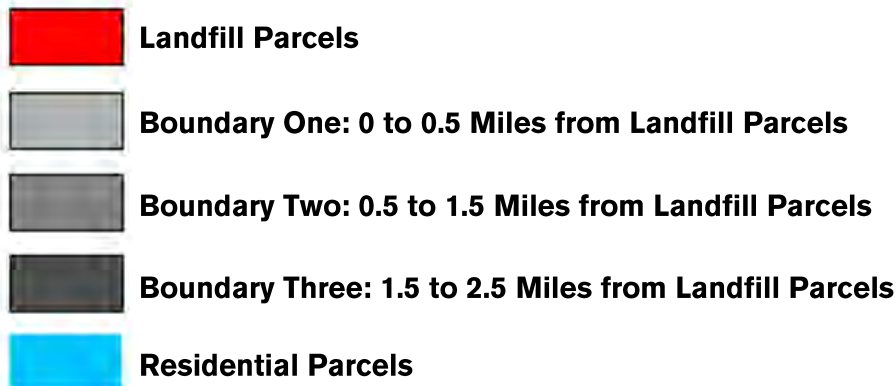 Landfill Parcels
Boundary One: 0 to 0.5 Miles from Landfill Parcels
Boundary Two: 0.5 to 1.5 Miles from Landfill Parcels
Boundary Three: 1.5 to 2.5 Miles from Landfill Parcels
Residential Parcels